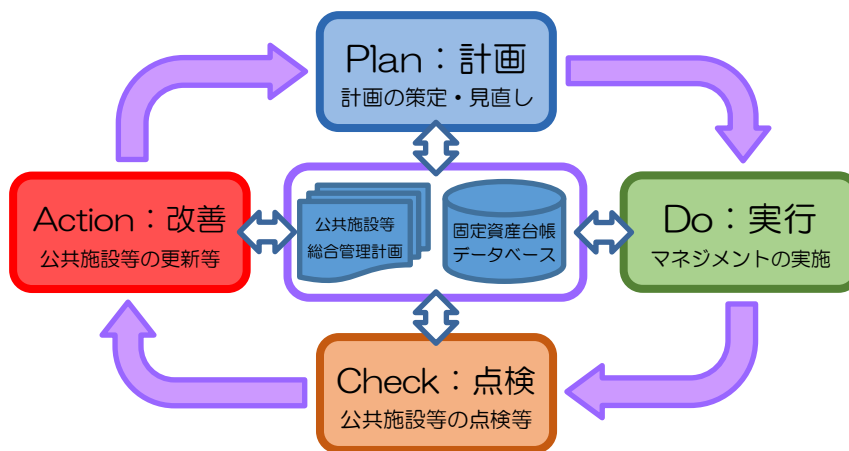 Plan：計画
計画の策定・見直し
Action：改善
公共施設等の更新等
公共施設等
総合管理計画
固定資産台帳
データベース
Do：実行
マネジメントの実施
Check：点検
公共施設等の点検等